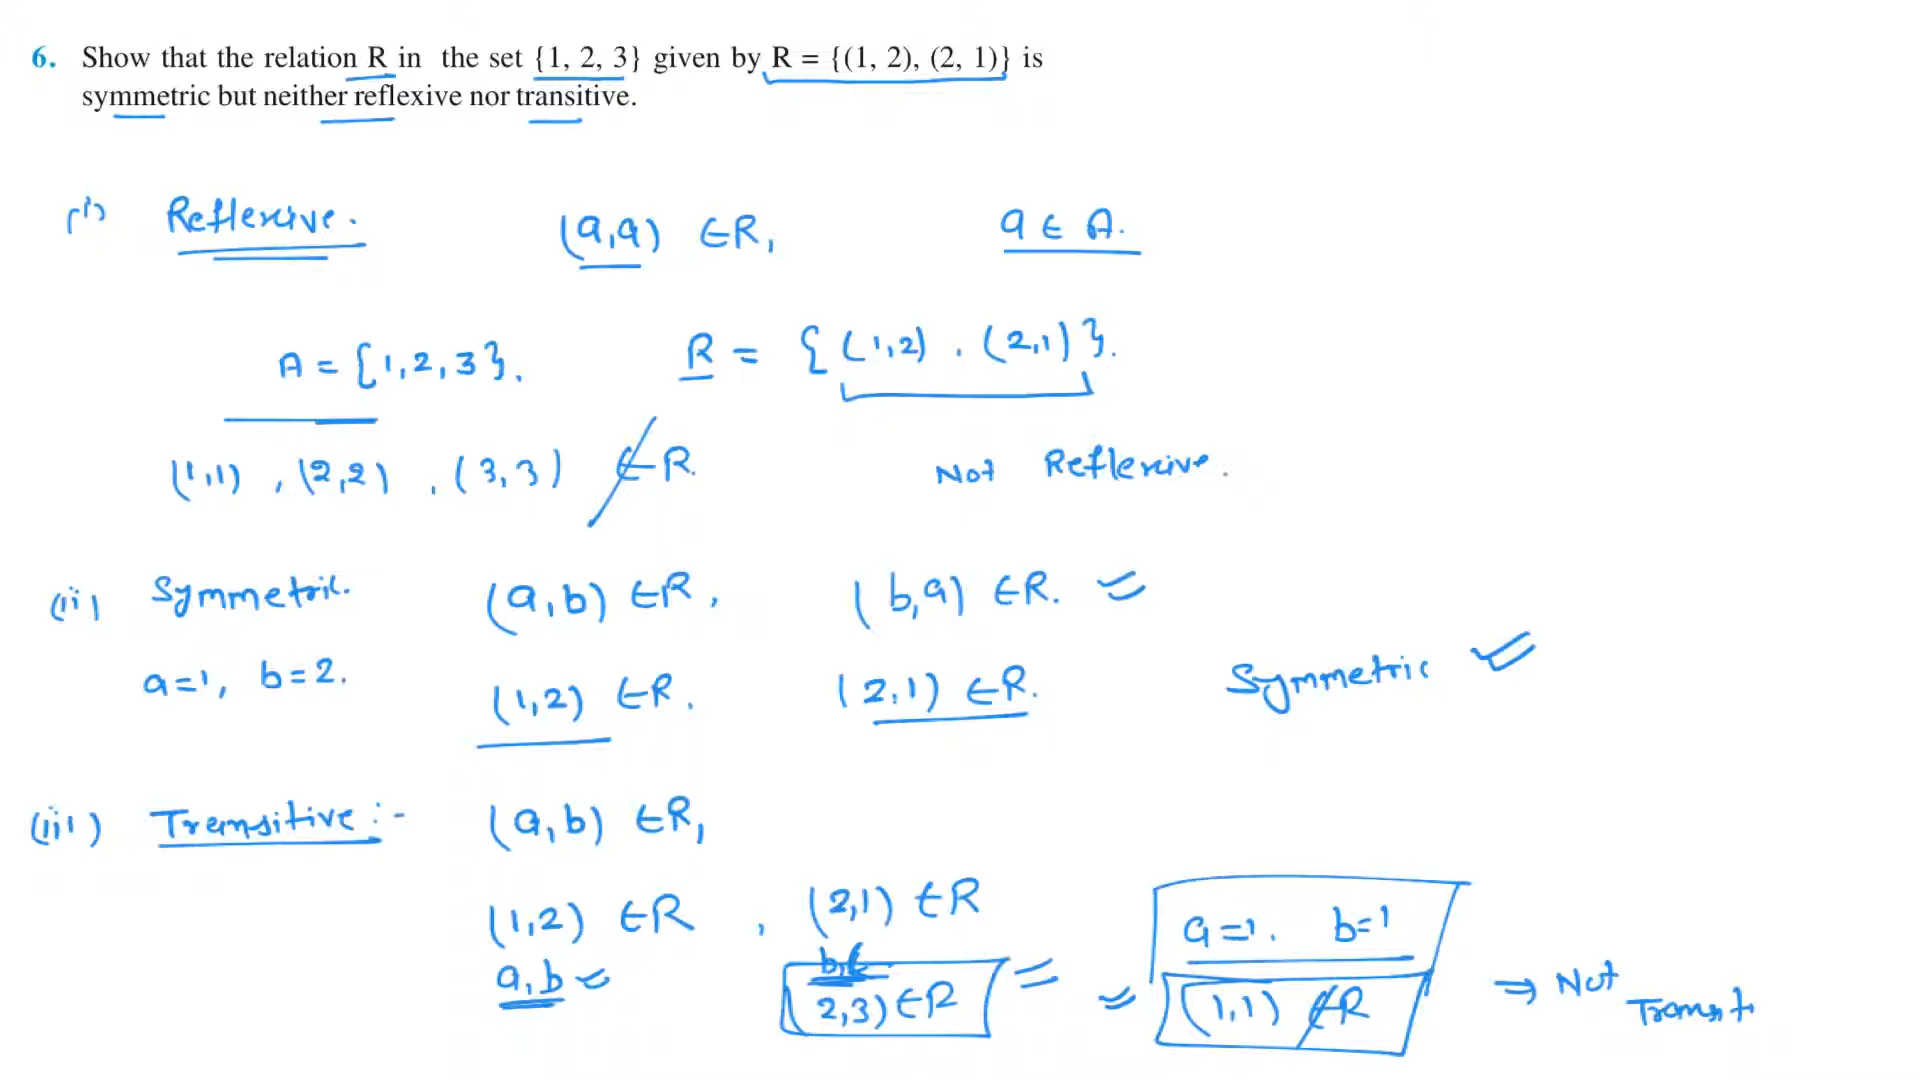 6. Show that the relation R in the set {1, 2, 3} given by R = {(1, 2), (2, 1)} is
symmetric but neither reflexive nor transitive.
(i) Reflexive. (a,a) ∈R, a ∈ A.
A = {1,2,3}. R = {(1,2), (2,1)}.
(1,1), (2,2), (3,3) ∉R. Not Reflexive.
(ii) Symmetric. (a,b) ∈R, (b,a) ∈R.
a=1, b=2. (1,2) ∈R. (2,1) ∈R. Symmetric
(iii) Transitive:- (a,b) ∈R,
(1,2) ∈R, (2,1) ∈R a=1. b=1
a,b (2,3) ∈R = (1,1) ∉R ⇒ Not
Transit